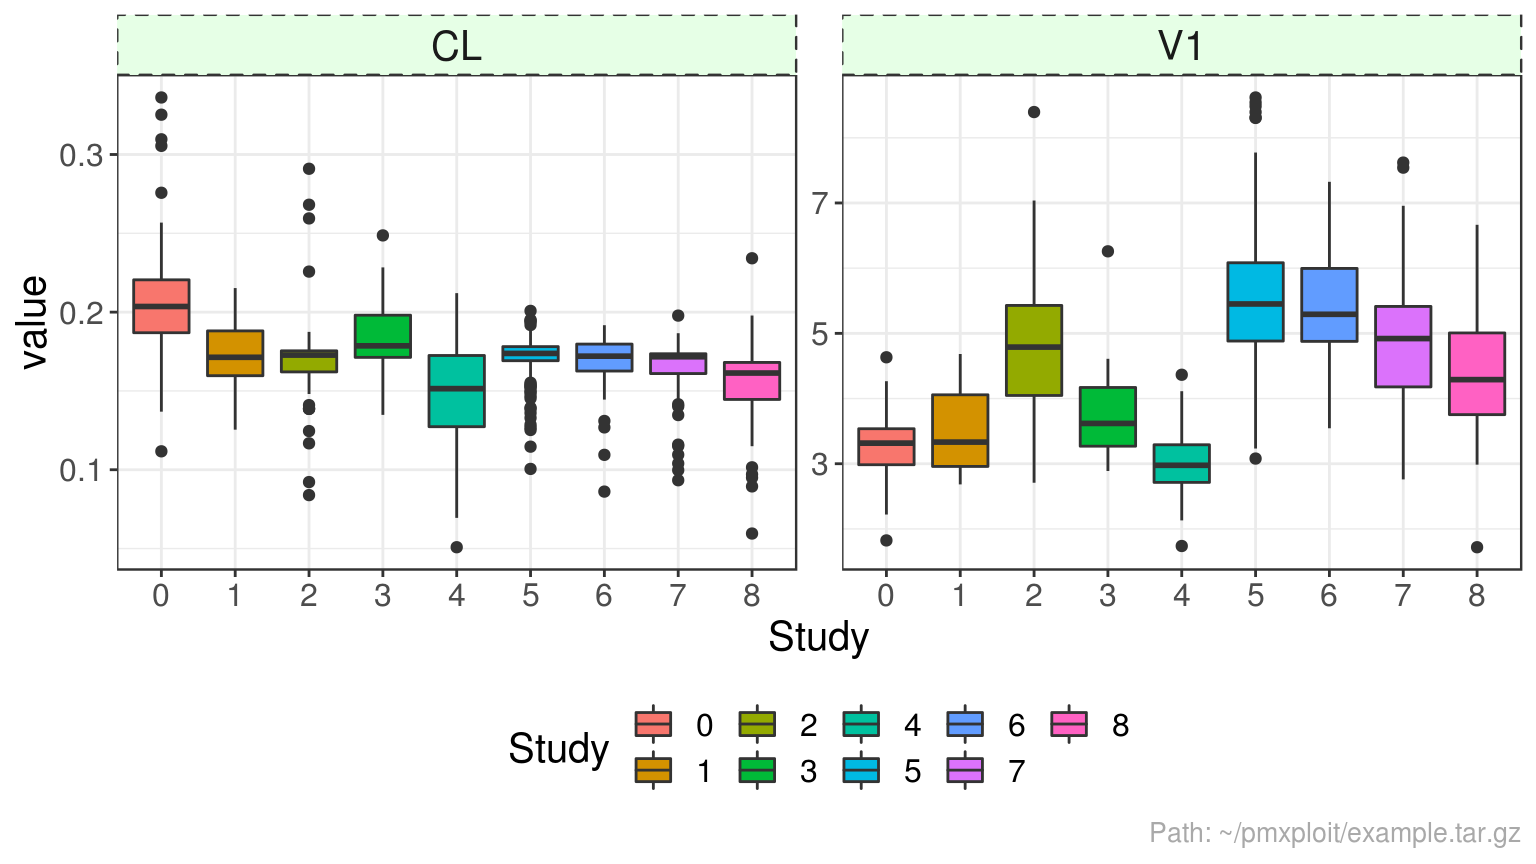 CL V1
0.3
0.2
0.1
7
5
3
value
0 1 2 3 4 5 6 7 8 0 1 2 3 4 5 6 7 8
Study
Study
0 2 4 6 8
1 3 5 7
Path: ~/pmxploit/example.tar.gz